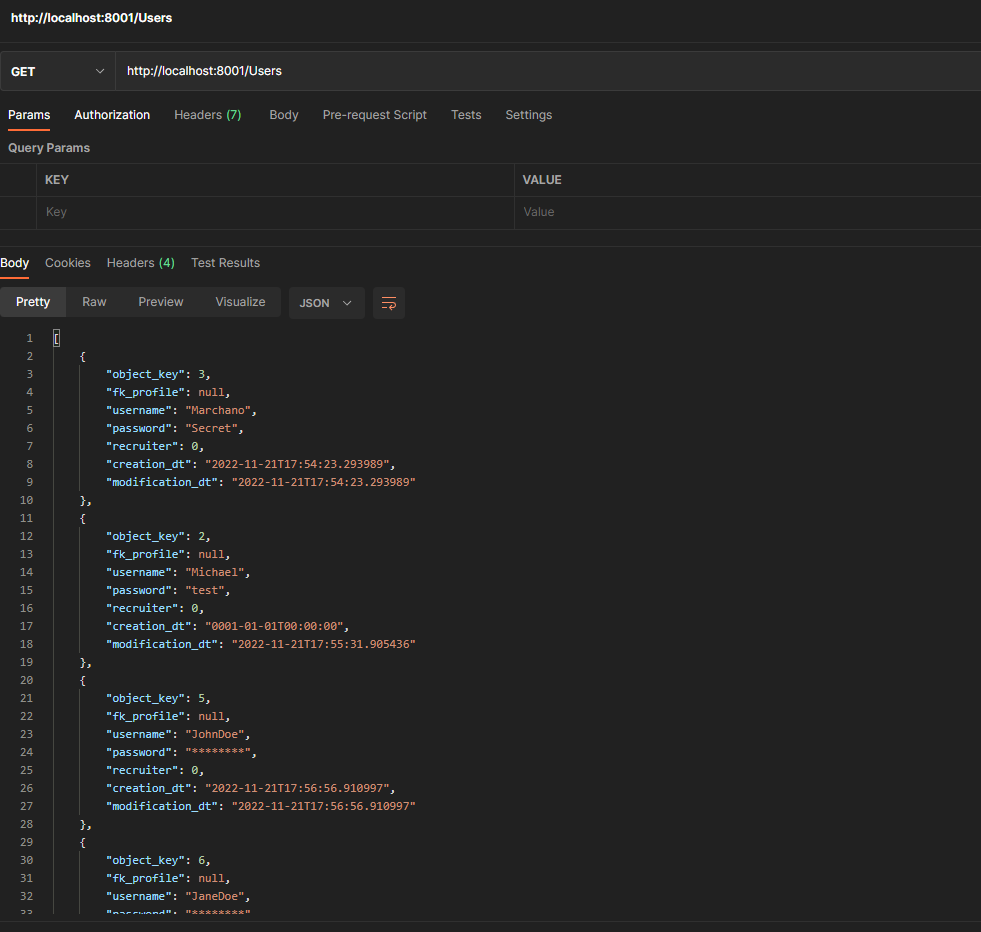 http://localhost:8001/Users
GET http://localhost:8001/Users
Params Authorization Headers (7) Body Pre-request Script Tests Settings
Query Params
KEY VALUE
Key Value
Body Cookies Headers (4) Test Results
Pretty Raw Preview Visualize JSON
1 [
2 {
3 "object_key": 3,
4 "fk_profile": null,
5 "username": "Marchano",
6 "password": "Secret",
7 "recruiter": 0,
8 "creation_dt": "2022-11-21T17:54:23.293989",
9 "modification_dt": "2022-11-21T17:54:23.293989"
10 },
11 {
12 "object_key": 2,
13 "fk_profile": null,
14 "username": "Michael",
15 "password": "test",
16 "recruiter": 0,
17 "creation_dt": "0001-01-01T00:00:00",
18 "modification_dt": "2022-11-21T17:55:31.905436"
19 },
20 {
21 "object_key": 5,
22 "fk_profile": null,
23 "username": "JohnDoe",
24 "password": "********",
25 "recruiter": 0,
26 "creation_dt": "2022-11-21T17:56:56.910997",
27 "modification_dt": "2022-11-21T17:56:56.910997"
28 },
29 {
30 "object_key": 6,
31 "fk_profile": null,
32 "username": "JaneDoe",
33 "password": "********"